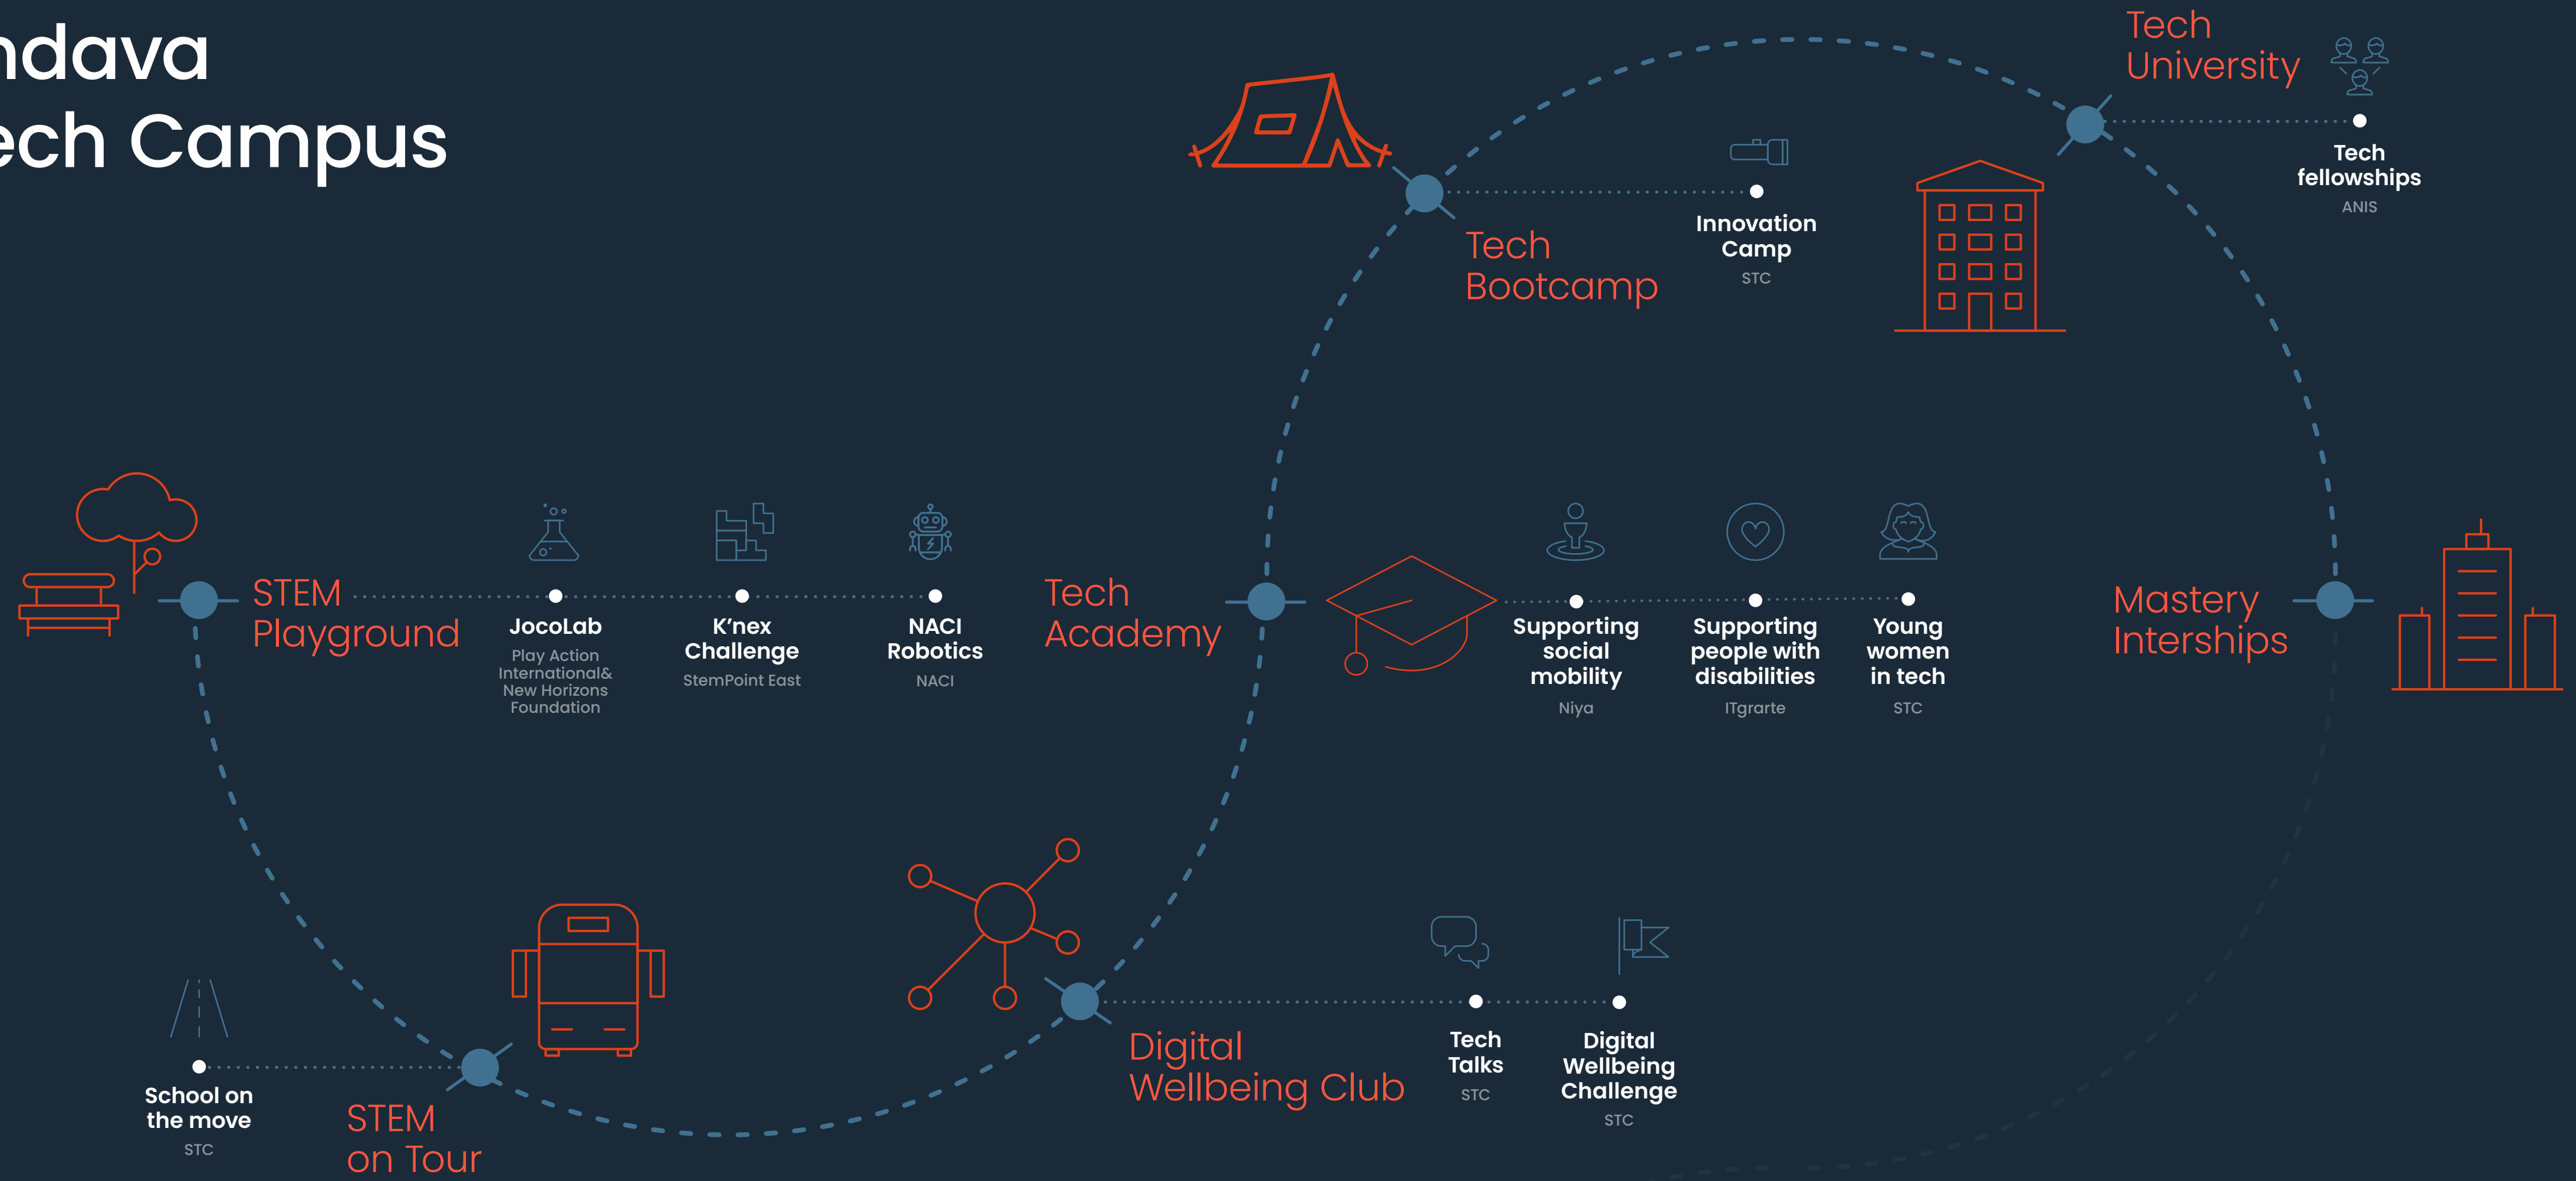 ndava
ech Campus
Tech
University
Tech
fellowships
ANIS
Innovation
Camp
STC
Tech
Bootcamp
STEM
Playground
JocoLab
Play Action
International&
New Horizons
Foundation
K'nex
Challenge
StemPoint East
NACI
Robotics
NACI
Tech
Academy
Supporting
social
mobility
Niya
Supporting
people with
disabilities
ITgrarte
Young
women
in tech
STC
Mastery
Interships
School on
the move
STC
STEM
on Tour
Digital
Wellbeing Club
Tech
Talks
STC
Digital
Wellbeing
Challenge
STC